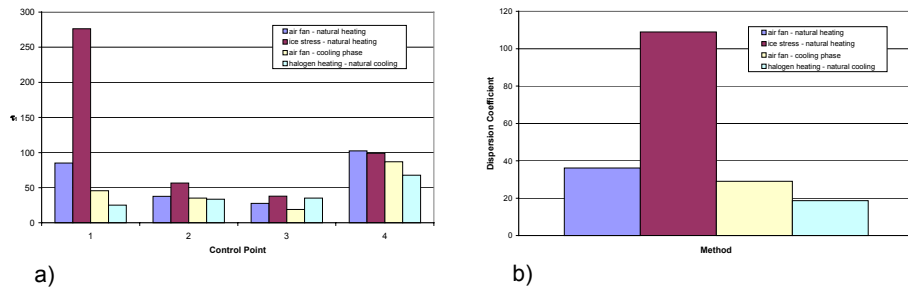 300
250
200
150
100
50
0
air fan - natural heating
ice stress - natural heating
air fan - cooling phase
halogen heating - natural cooling
1 2 3 4
Control Point
a)
120
100
80
60
40
20
0
Dispersion Coefficient
air fan - natural heating
ice stress - natural heating
air fan - cooling phase
halogen heating - natural cooling
Method
b)